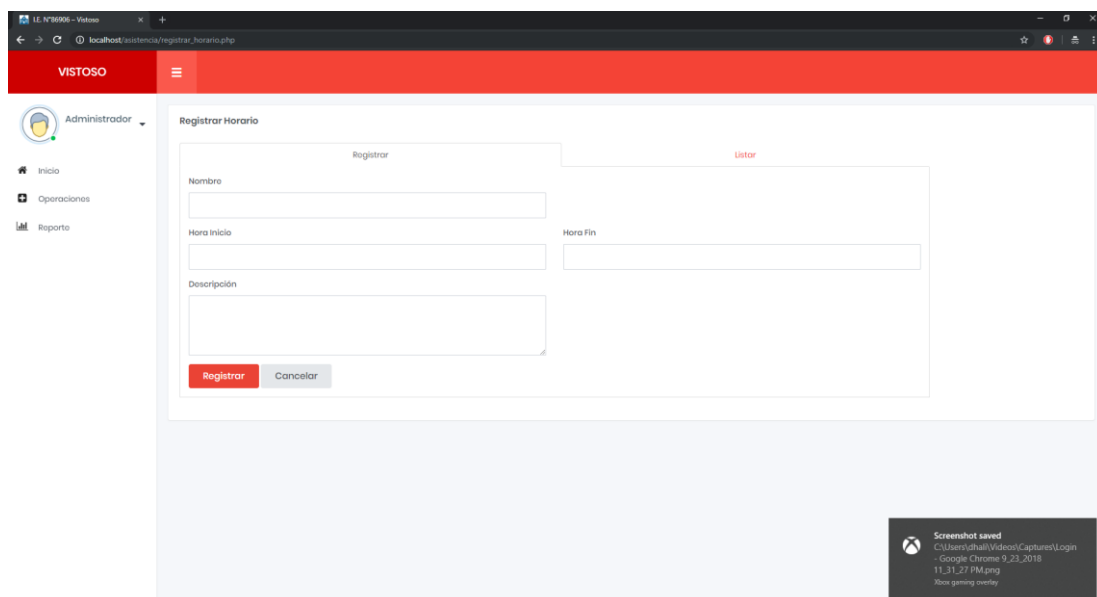 I.E. N°86906 – Vistoso
localhost/asistencia/registrar_horario.php
VISTOSO
Administrador
Registrar Horario
Registrar
Listar
Inicio
Nombre
Operaciones
Reporte
Hora Inicio
Hora Fin
Descripción
Registrar
Cancelar
Screenshot saved
C:\Users\dhali\Videos\Captures\Login
- Google Chrome 9_23_2018
11_31_27 PM.png
Xbox gaming overlay